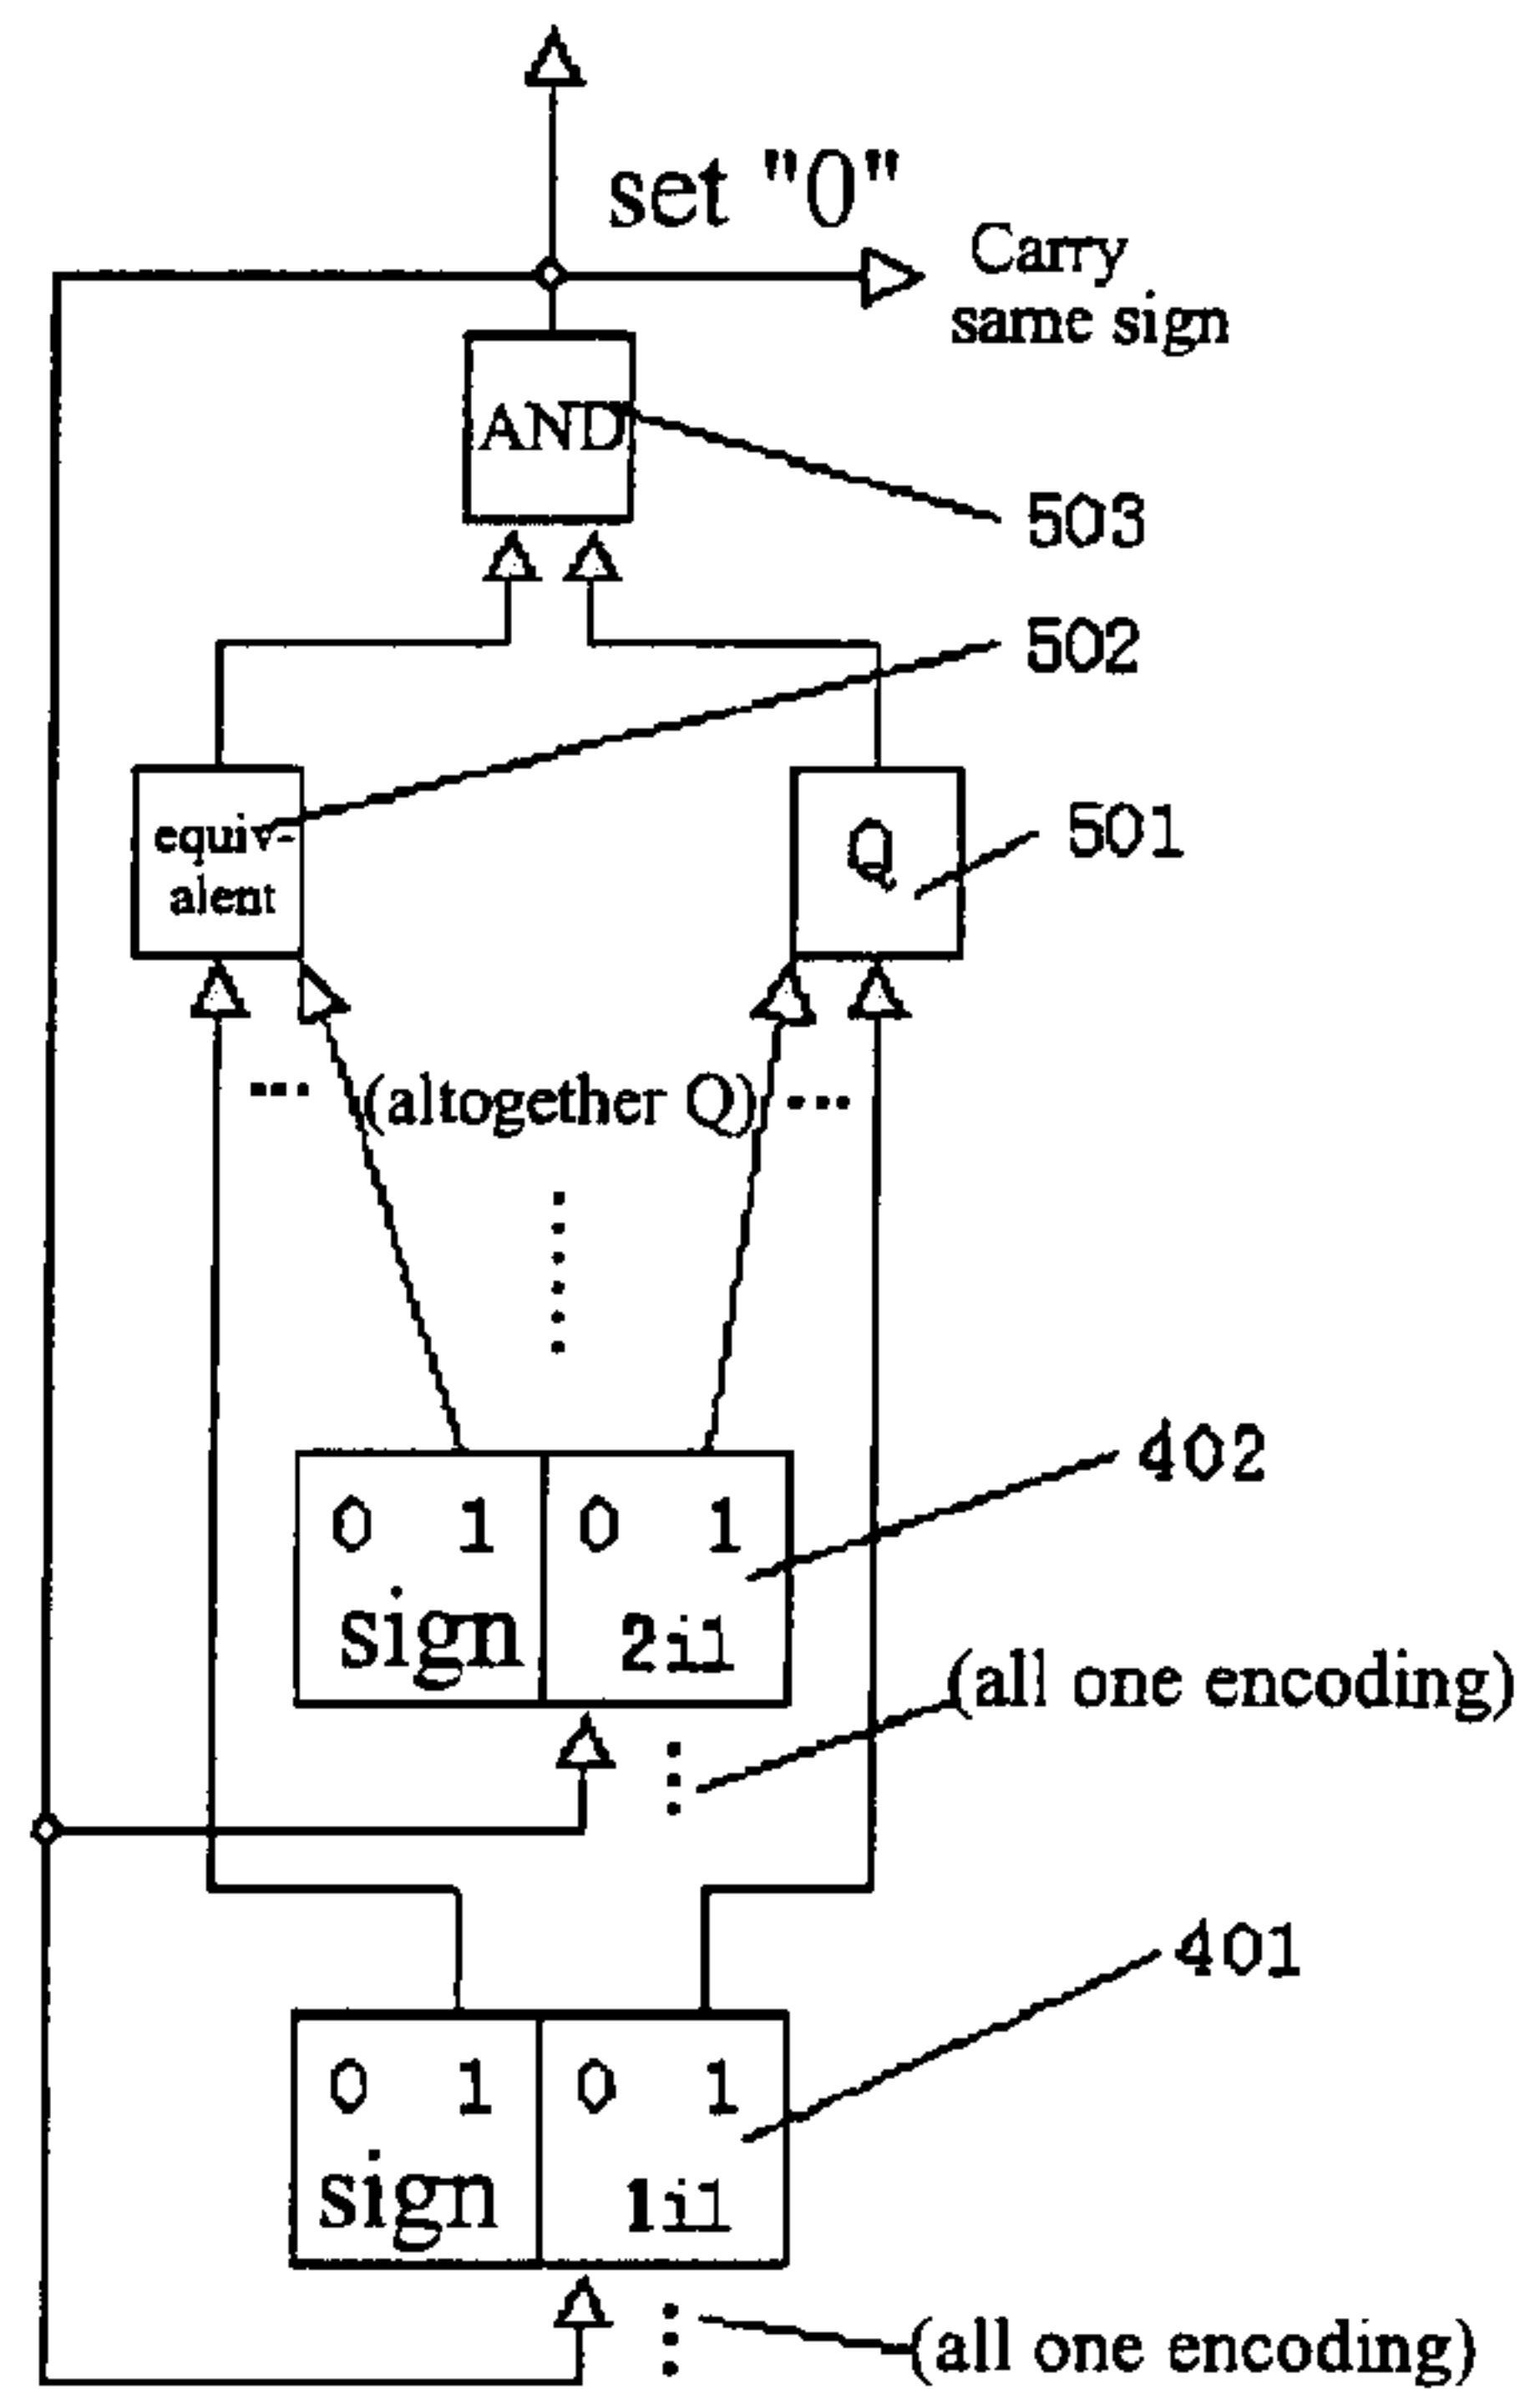 set "0"
Carry
same sign
AND
503
502
equiv-
alent
Q
501
... (altogether Q) ...
402
0 1 0 1
sign 2i1
(all one encoding)
401
0 1 0 1
sign 1i1
(all one encoding)